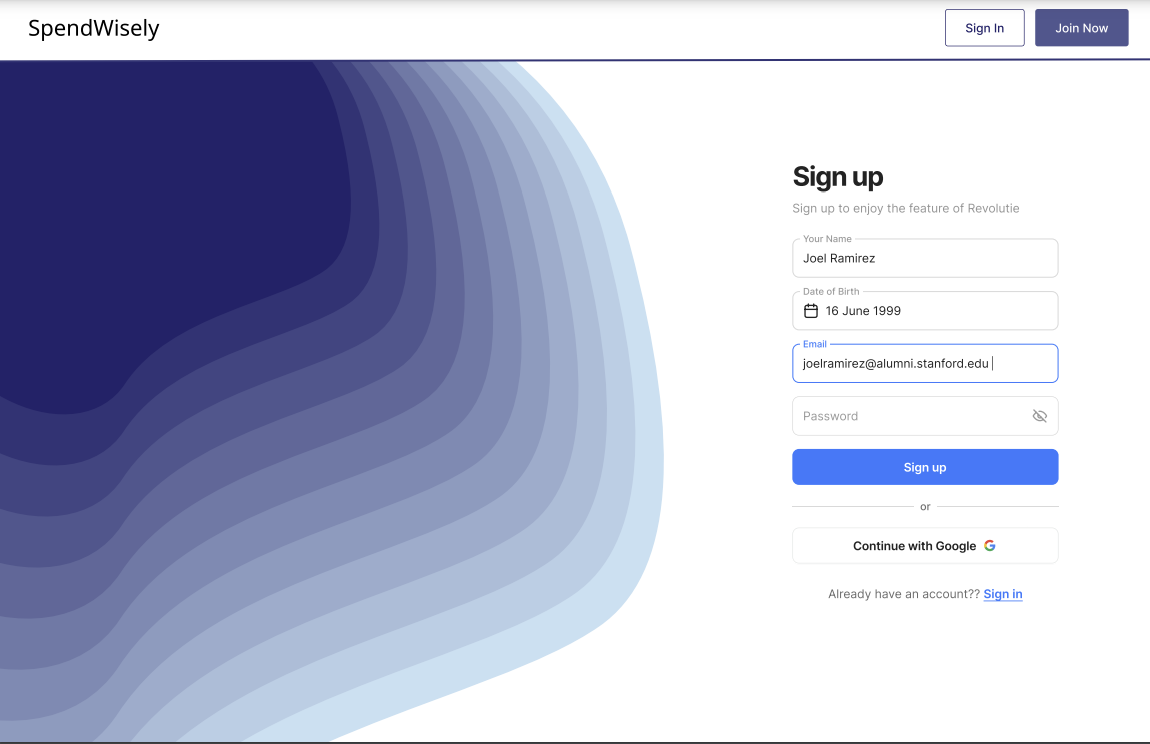 SpendWisely
Sign In
Join Now
Sign up
Sign up to enjoy the feature of Revolutie
Your Name
Joel Ramirez
Date of Birth
16 June 1999
Email
joelramirez@alumni.stanford.edu
Password
Sign up
or
Continue with Google
Already have an account?? Sign in